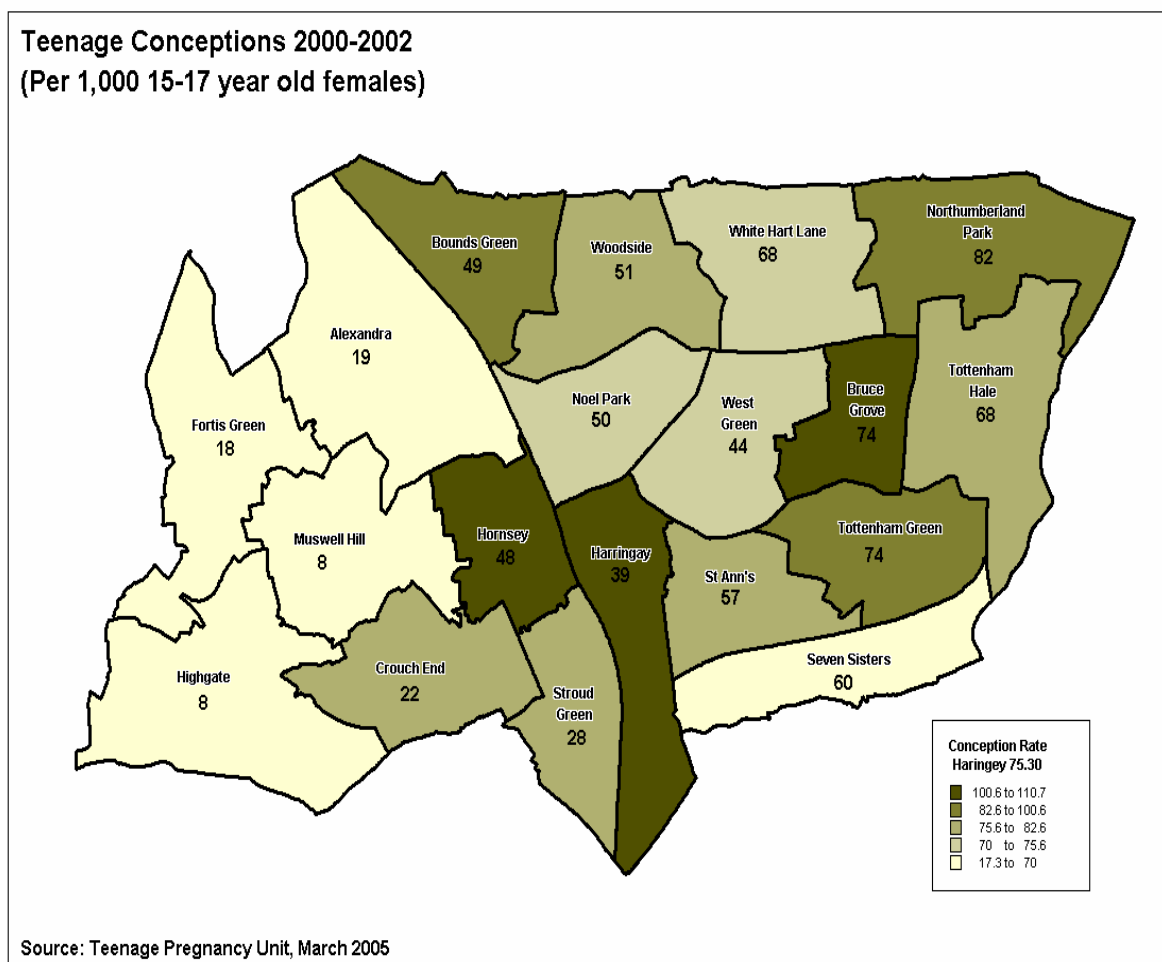 Teenage Conceptions 2000-2002
(Per 1,000 15-17 year old females)
Bounds Green
49
Woodside
51
White Hart Lane
68
Northumberland
Park
82
Alexandra
19
Fortis Green
18
Noel Park
50
West
Green
44
Bruce
Grove
74
Tottenham
Hale
68
Muswell Hill
8
Hornsey
48
Harringay
39
St Ann's
57
Tottenham Green
74
Highgate
8
Crouch End
22
Stroud
Green
28
Seven Sisters
60
Conception Rate
Haringey 75.30
100.6 to 110.7
82.6 to 100.6
75.6 to 82.6
70 to 75.6
17.3 to 70
Source: Teenage Pregnancy Unit, March 2005